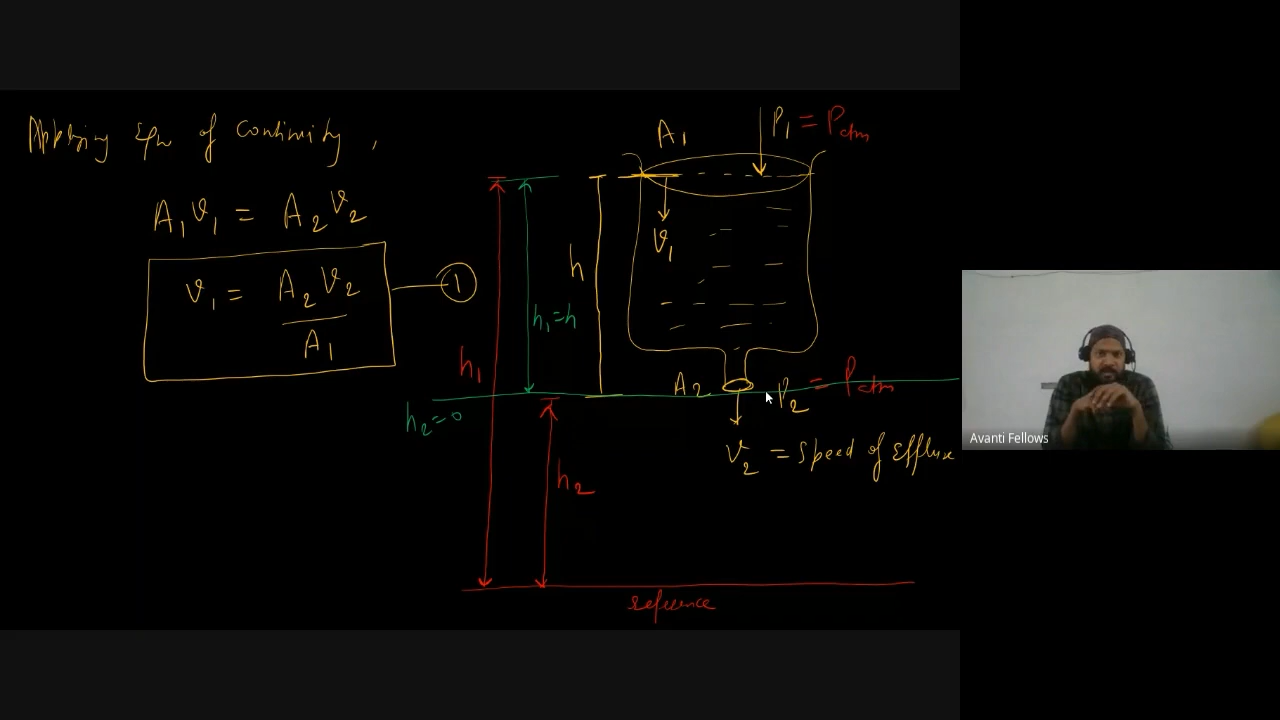 Applying Eqn of Continuity,
A₁v₁ = A₂v₂
v₁ = A₂v₂ / A₁
①
A₁
P₁ = Patm
v₁
h
h₁=h
h₁
h₂=0
A₂
P₂ = Patm
v₂ = Speed of Efflux
h₂
reference
Avanti Fellows